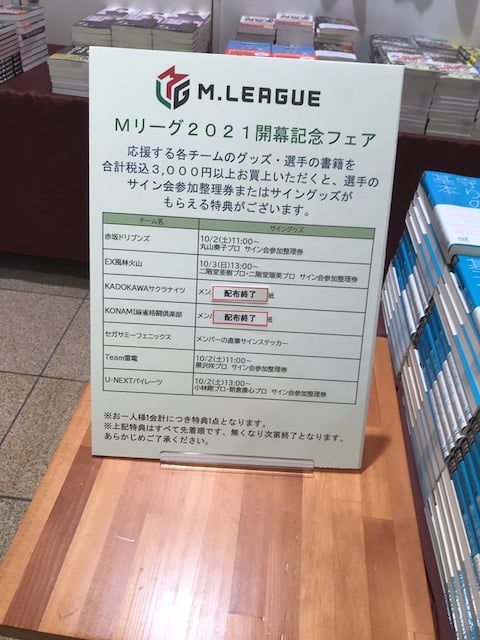 M.LEAGUE
Mリーグ2021開幕記念フェア
応援する各チームのグッズ・選手の書籍を
合計税込3,000円以上お買上いただくと、選手の
サイン会参加整理券またはサイングッズが
もらえる特典がございます。
チーム名 サイングッズ
赤坂ドリブンズ 10/2(土)11:00~
丸山奏子プロ サイン会参加整理券
EX風林火山 10/3(日)13:00~
二階堂亜樹プロ・二階堂瑠美プロ サイン会参加整理券
KADOKAWAサクラナイツ メン 配布終了 紙
KONAMI麻雀格闘倶楽部 メン 配布終了 紙
セガサミーフェニックス メンバーの直筆サインステッカー
Team雷電 10/2(土)11:00~
黒沢咲プロ サイン会参加整理券
U-NEXTパイレーツ 10/2(土)13:00~
小林剛プロ・朝倉康心プロ サイン会参加整理券
※お一人様1会計につき特典1点となります。
※上記特典はすべて先着順です、無くなり次第終了となります。
あらかじめご了承ください。